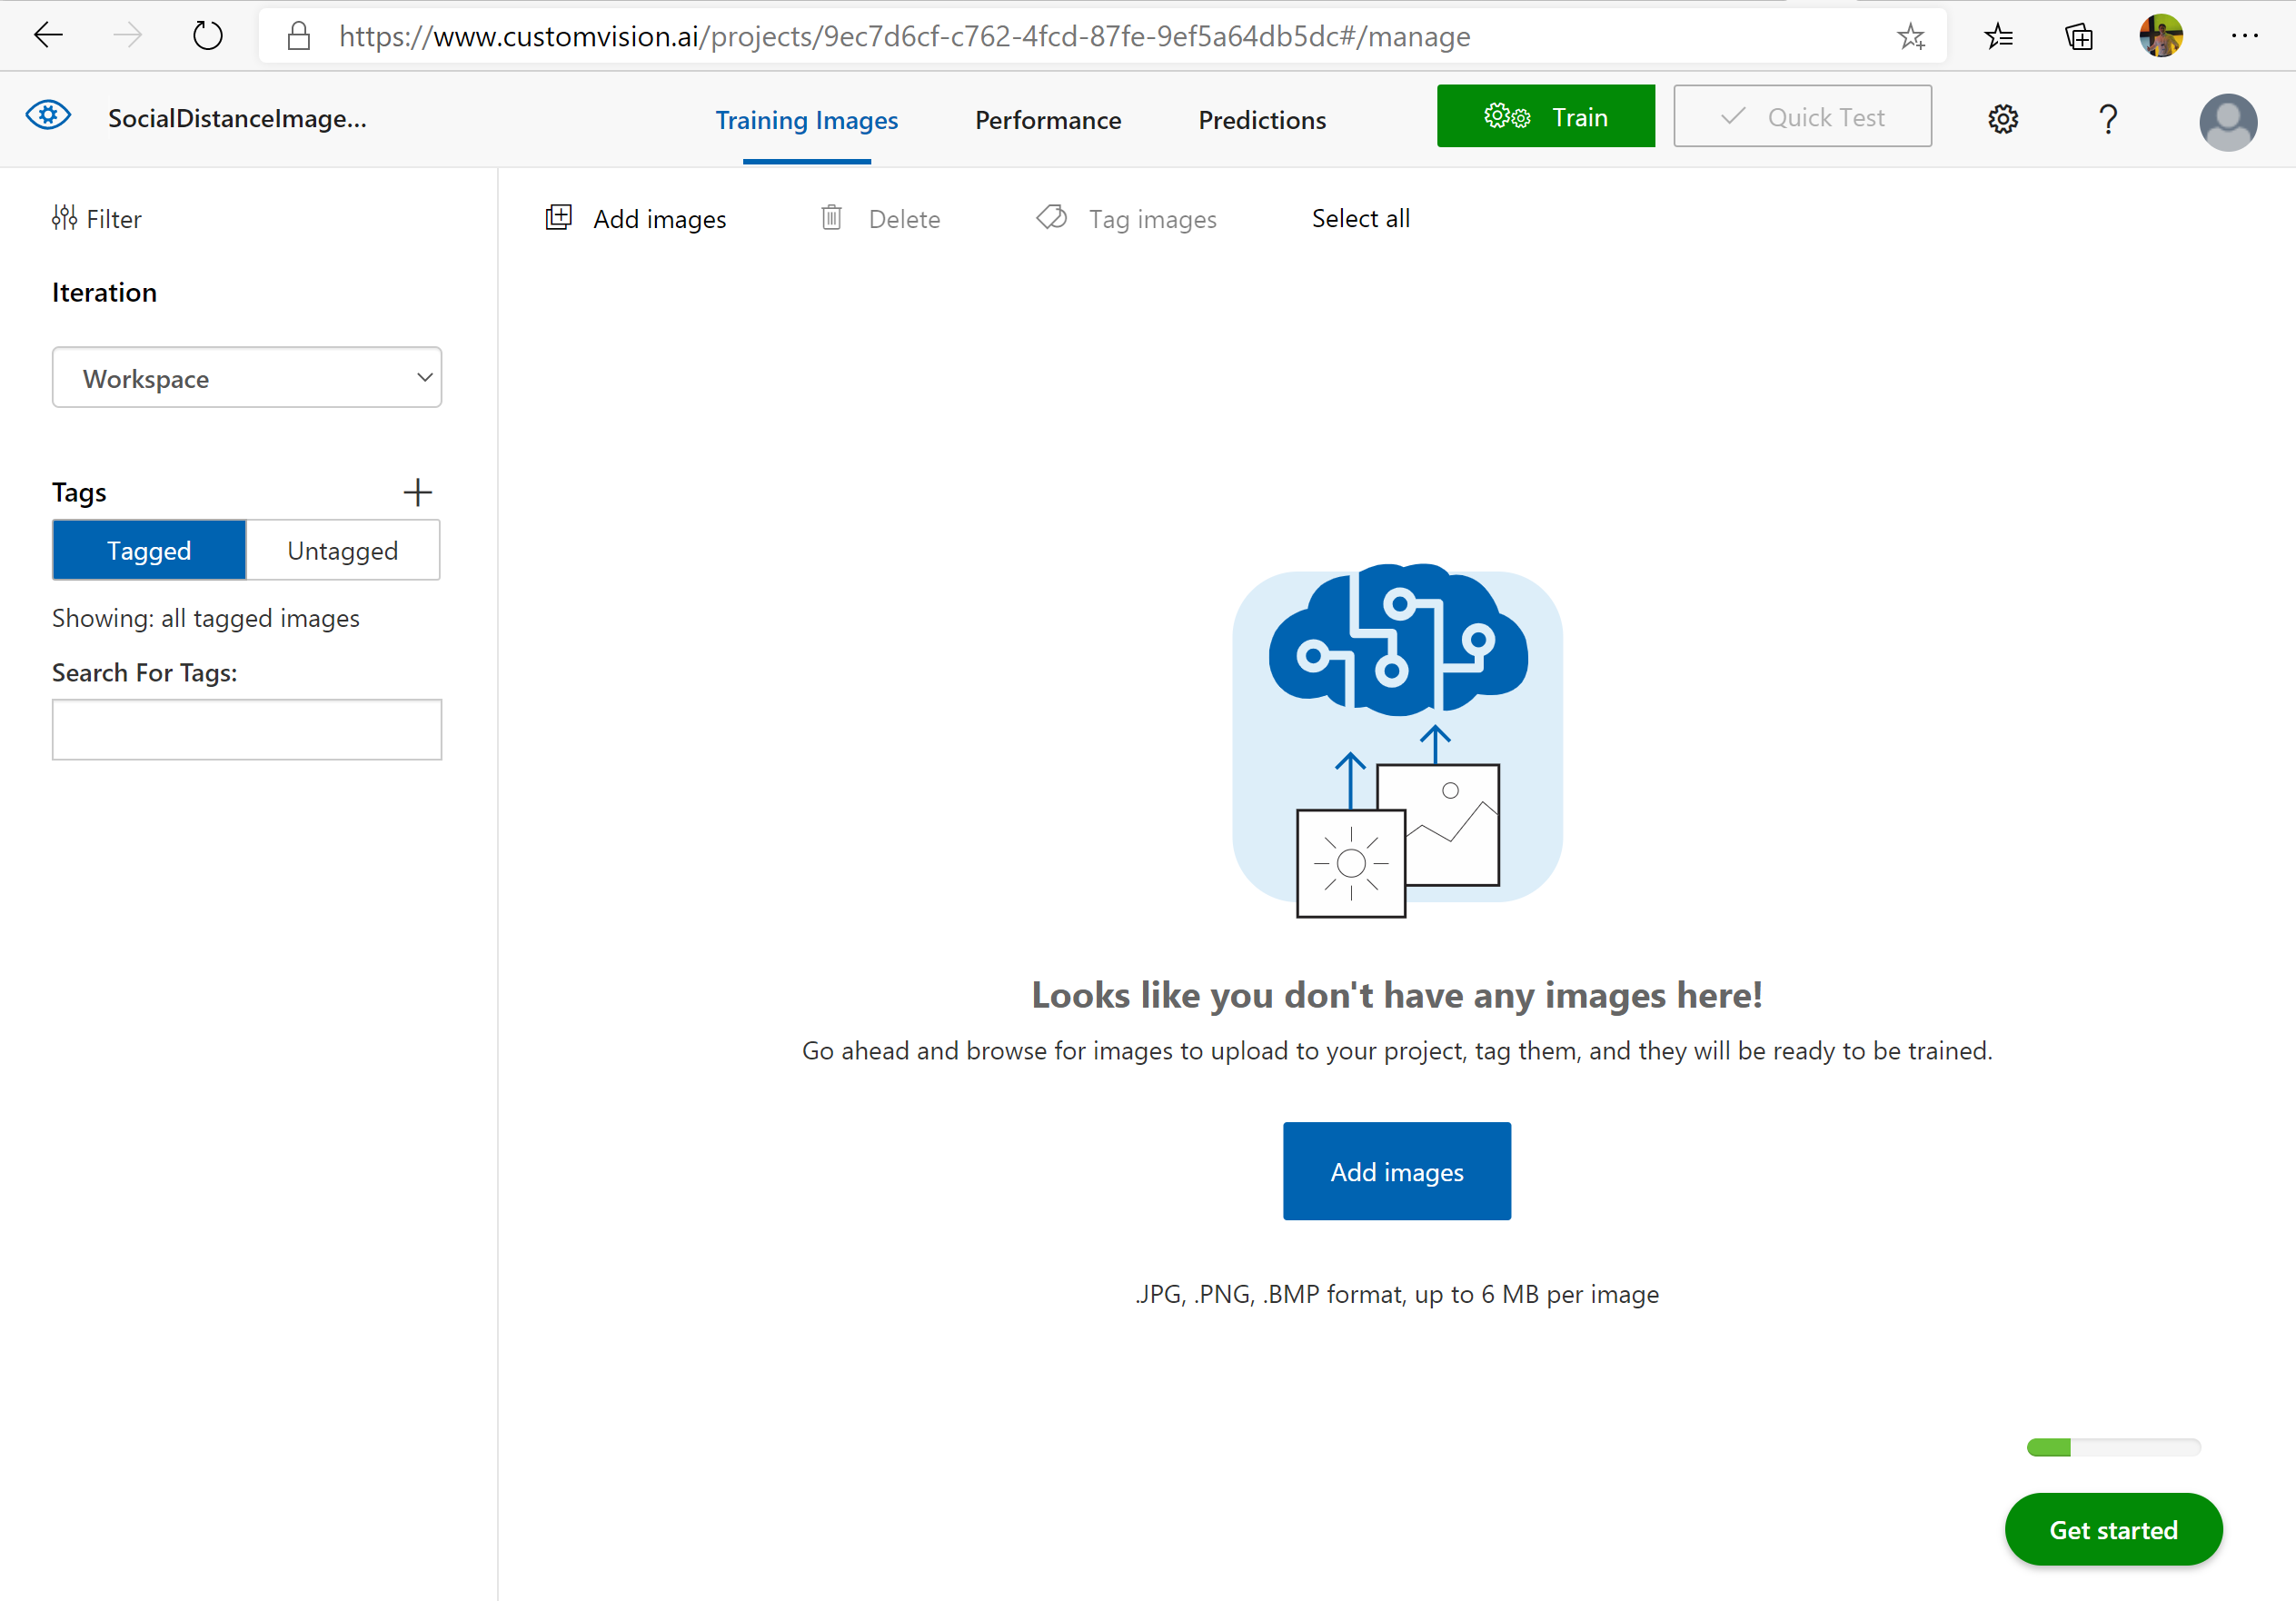 https://www.customvision.ai/projects/9ec7d6cf-c762-4fcd-87fe-9ef5a64db5dc#/manage
SocialDistanceImage...
Training Images
Performance
Predictions
Train
Quick Test
?
Filter
Iteration
Workspace
Tags
Tagged
Untagged
Showing: all tagged images
Search For Tags:
Add images
Delete
Tag images
Select all
Looks like you don't have any images here!
Go ahead and browse for images to upload to your project, tag them, and they will be ready to be trained.
Add images
.JPG, .PNG, .BMP format, up to 6 MB per image
Get started